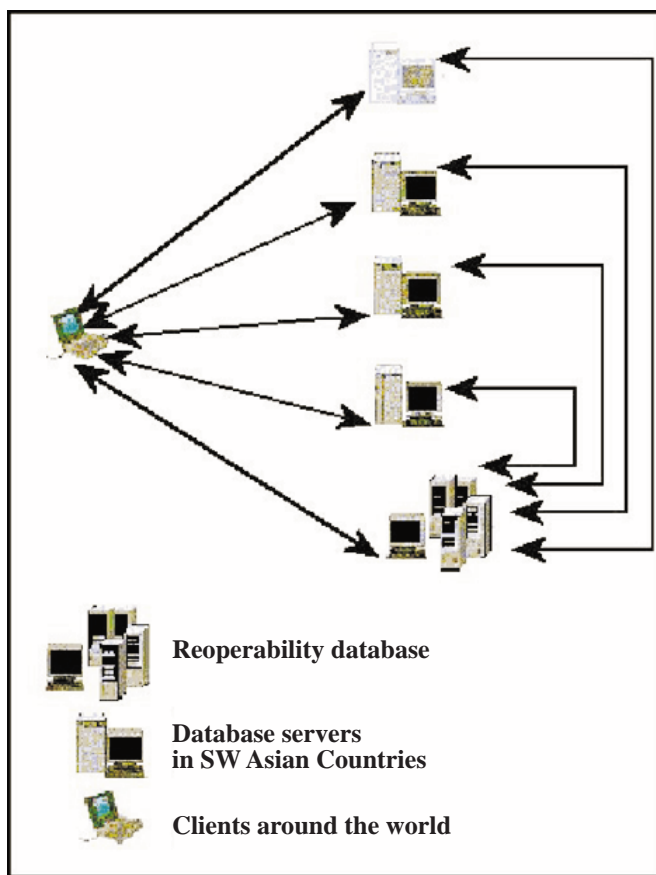 Reoperability database
Database servers
in SW Asian Countries
Clients around the world